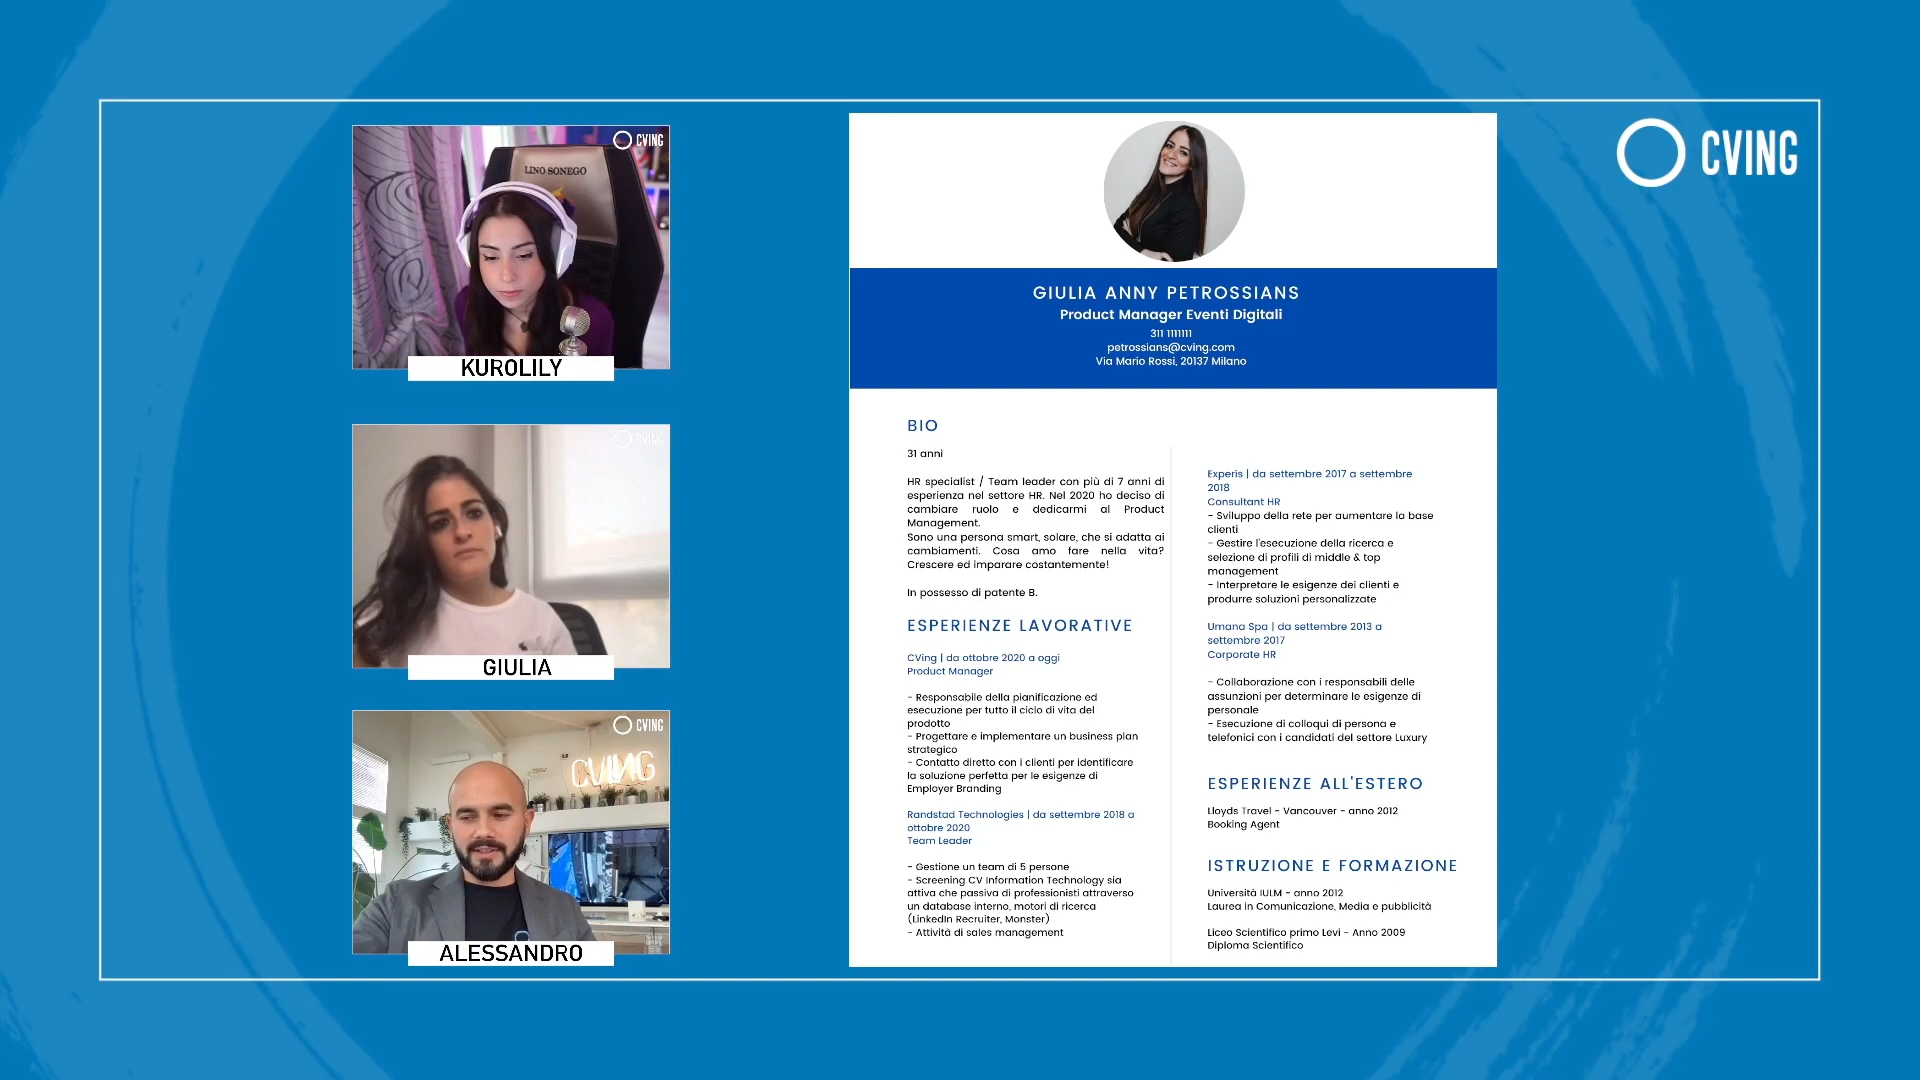 CVING
LINO SONEGO
KUROLILY
CVING
GIULIA
CVING
CVING
ALESSANDRO
CVING
GIULIA ANNY PETROSSIANS
Product Manager Eventi Digitali
311 1111111
petrossians@cving.com
Via Mario Rossi, 20137 Milano
BIO
31 anni
HR specialist / Team leader con più di 7 anni di
esperienza nel settore HR. Nel 2020 ho deciso di
cambiare ruolo e dedicarmi al Product
Management.
Sono una persona smart, solare, che si adatta ai
cambiamenti. Cosa amo fare nella vita?
Crescere ed imparare costantemente!
In possesso di patente B.
ESPERIENZE LAVORATIVE
CVing | da ottobre 2020 a oggi
Product Manager
- Responsabile della pianificazione ed
esecuzione per tutto il ciclo di vita del
prodotto
- Progettare e implementare un business plan
strategico
- Contatto diretto con i clienti per identificare
la soluzione perfetta per le esigenze di
Employer Branding
Randstad Technologies | da settembre 2018 a
ottobre 2020
Team Leader
- Gestione un team di 5 persone
- Screening CV Information Technology sia
attiva che passiva di professionisti attraverso
un database interno, motori di ricerca
(LinkedIn Recruiter, Monster)
- Attività di sales management
Experis | da settembre 2017 a settembre
2018
Consultant HR
- Sviluppo della rete per aumentare la base
clienti
- Gestire l'esecuzione della ricerca e
selezione di profili di middle & top
management
- Interpretare le esigenze dei clienti e
produrre soluzioni personalizzate
Umana Spa | da settembre 2013 a
settembre 2017
Corporate HR
- Collaborazione con i responsabili delle
assunzioni per determinare le esigenze di
personale
- Esecuzione di colloqui di persona e
telefonici con i candidati del settore Luxury
ESPERIENZE ALL'ESTERO
Lloyds Travel - Vancouver - anno 2012
Booking Agent
ISTRUZIONE E FORMAZIONE
Università IULM - anno 2012
Laurea in Comunicazione, Media e pubblicità
Liceo Scientifico primo Levi - Anno 2009
Diploma Scientifico